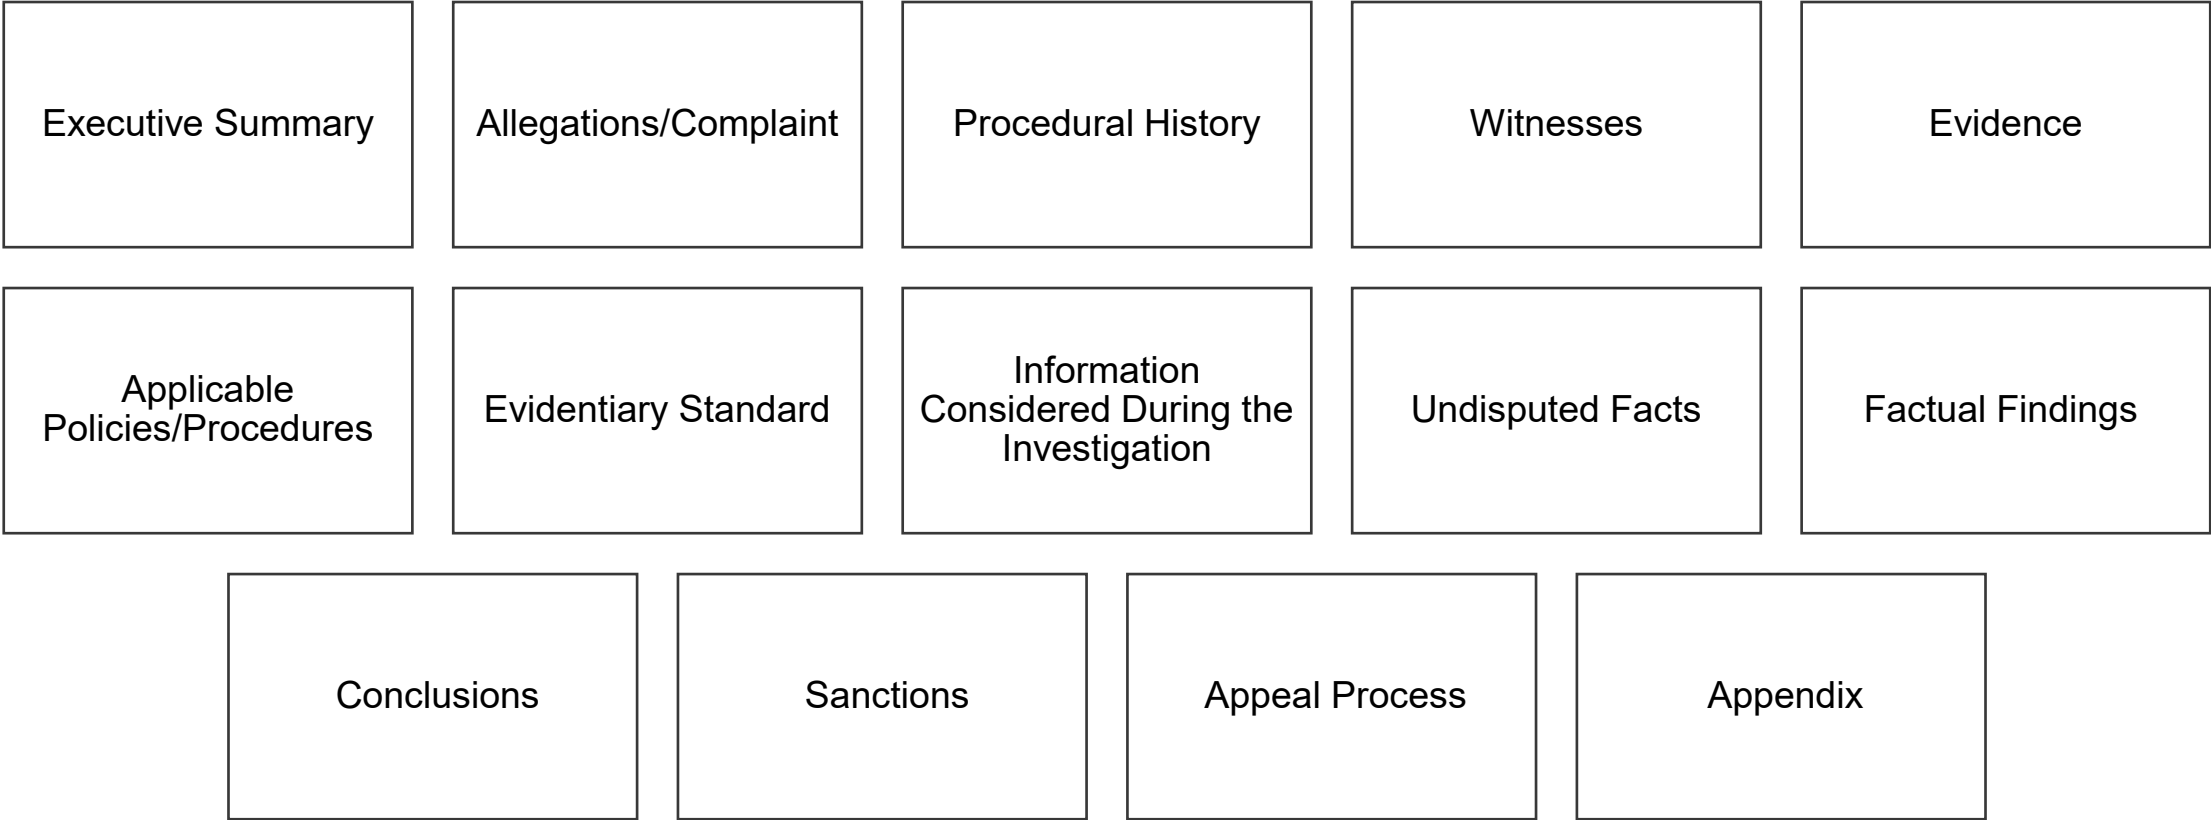 Executive Summary
Allegations/Complaint
Procedural History
Witnesses
Evidence
Applicable
Policies/Procedures
Evidentiary Standard
Information
Considered During the
Investigation
Undisputed Facts
Factual Findings
Conclusions
Sanctions
Appeal Process
Appendix